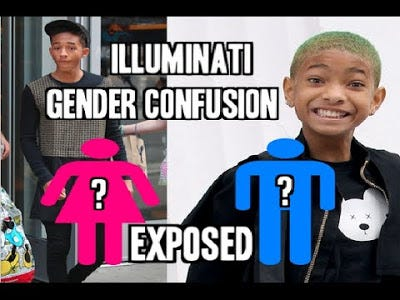 ILLUMINATI
GENDER CONFUSION
? ?
EXPOSED